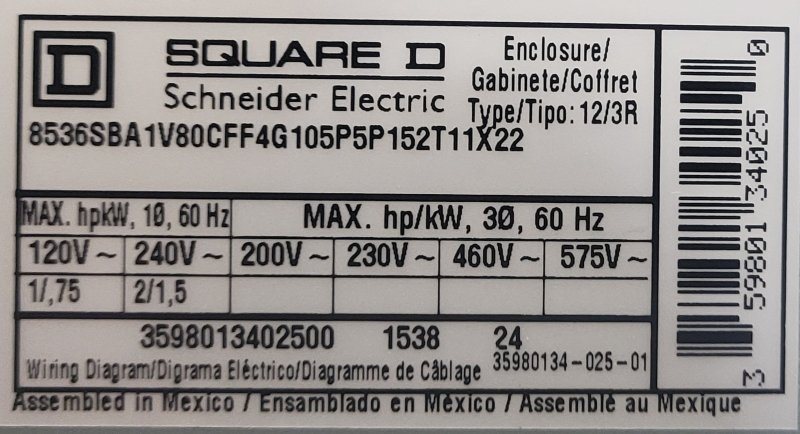 D SQUARE D
Schneider Electric
Enclosure/
Gabinete/Coffret
Type/Tipo: 12/3R
8536SBA1V80CFF4G105P5P152T11X22
MAX. hpkW, 1Ø, 60 Hz MAX. hp/kW, 3Ø, 60 Hz
120V ~ 240V ~ 200V ~ 230V ~ 460V ~ 575V ~
1/,75 2/1,5
3598013402500 1538 24
Wiring Diagram/Digrama Eléctrico/Diagramme de Câblage 35980134-025-01
Assembled in Mexico / Ensamblado en México / Assemblé au Mexique
3 59801 34025 0